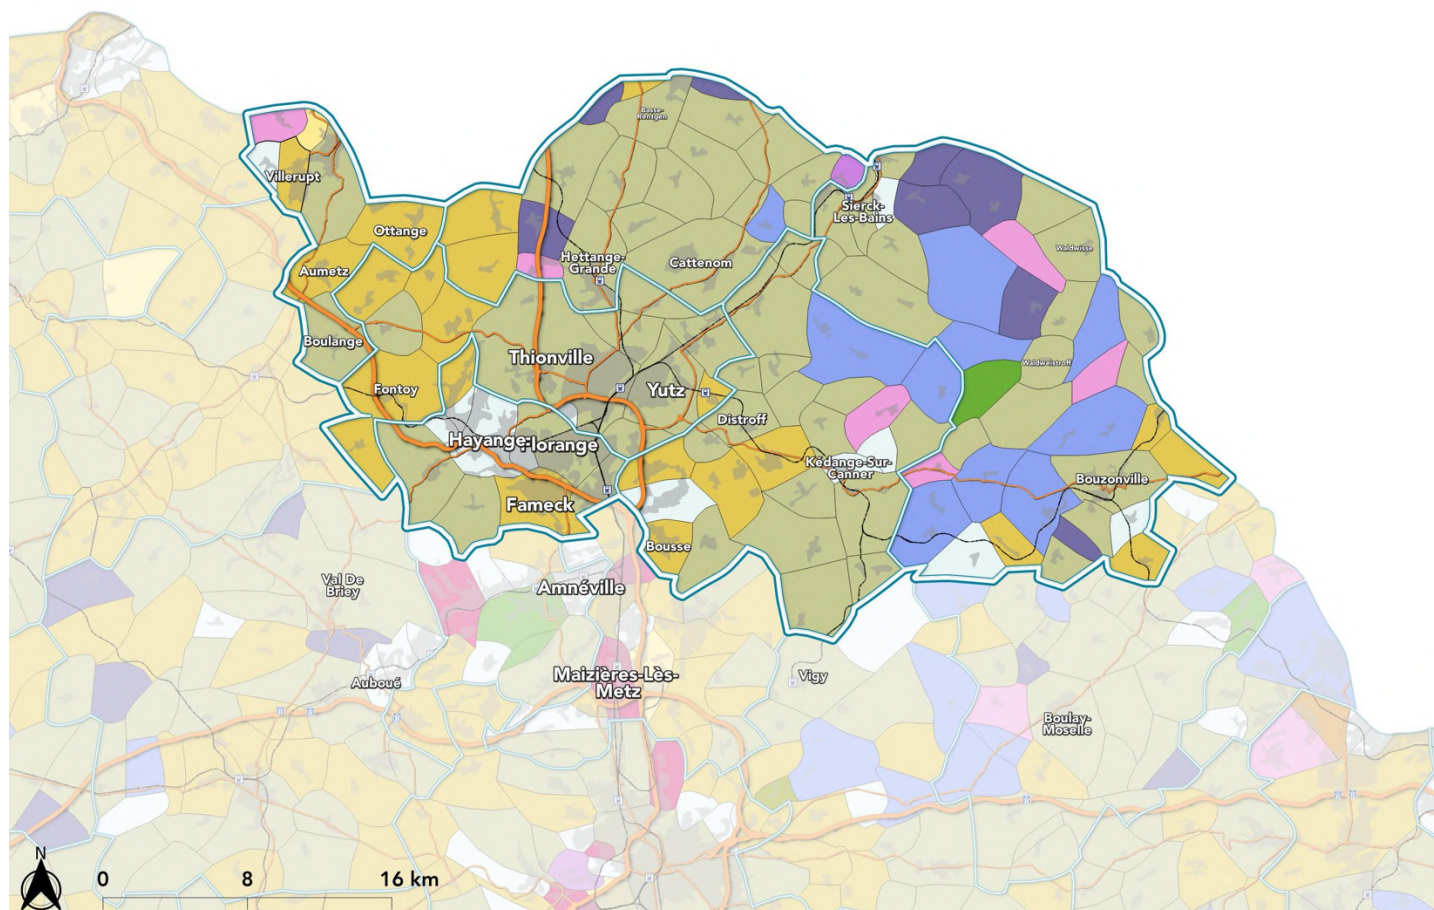 Basse-
Rentgen
Villerupt
Sierck-
Les-Bains
Ottange
Waldwisse
Hettange-
Grande
Cattenom
Aumetz
Boulange
Thionville
Waldweistroff
Fontoy
Yutz
Distroff
Hayange
Florange
Kédange-Sur-
Canner
Bouzonville
Fameck
Bousse
Val De
Briey
Amnéville
Maizières-Lès-
Metz
Vigy
Auboué
Boulay-
Moselle
N
0 8 16 km